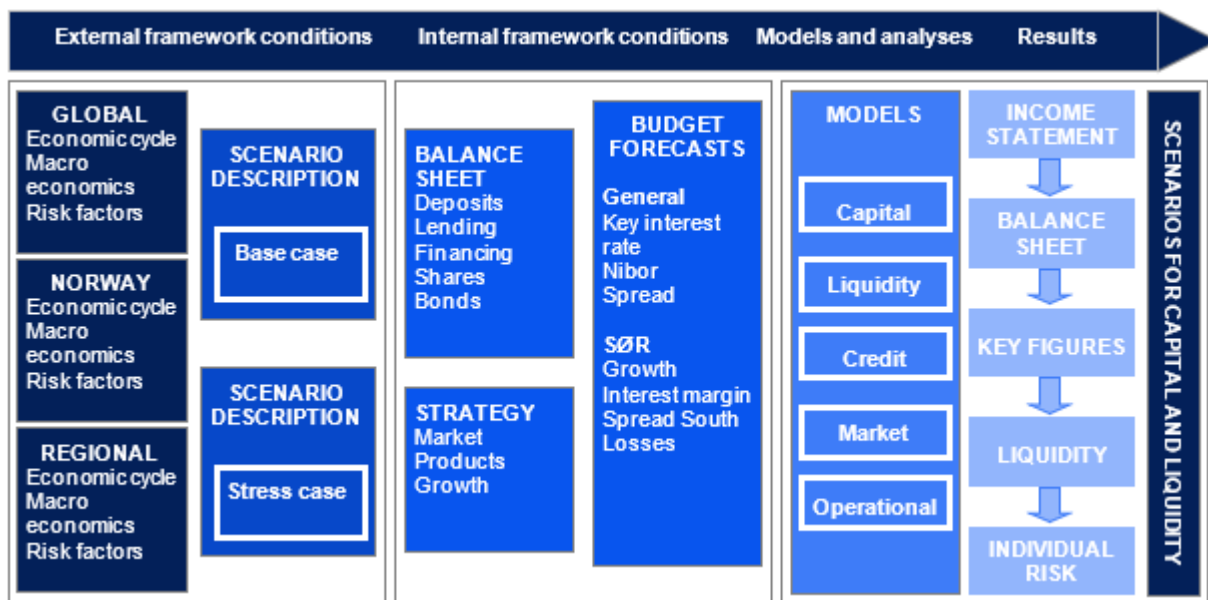 External framework conditions
Internal framework conditions
Models and analyses
Results
GLOBAL
Economic cycle
Macro
economics
Risk factors
NORWAY
Economic cycle
Macro
economics
Risk factors
REGIONAL
Economic cycle
Macro
economics
Risk factors
SCENARIO
DESCRIPTION
Base case
SCENARIO
DESCRIPTION
Stress case
BALANCE
SHEET
Deposits
Lending
Financing
Shares
Bonds
STRATEGY
Market
Products
Growth
BUDGET
FORECASTS
General
Key interest
rate
Nibor
Spread
SØR
Growth
Interest margin
Spread South
Losses
MODELS
Capital
Liquidity
Credit
Market
Operational
INCOME
STATEMENT
BALANCE
SHEET
KEY FIGURES
LIQUIDITY
INDIVIDUAL
RISK
SCENARIOS FOR CAPITAL AND LIQUIDITY